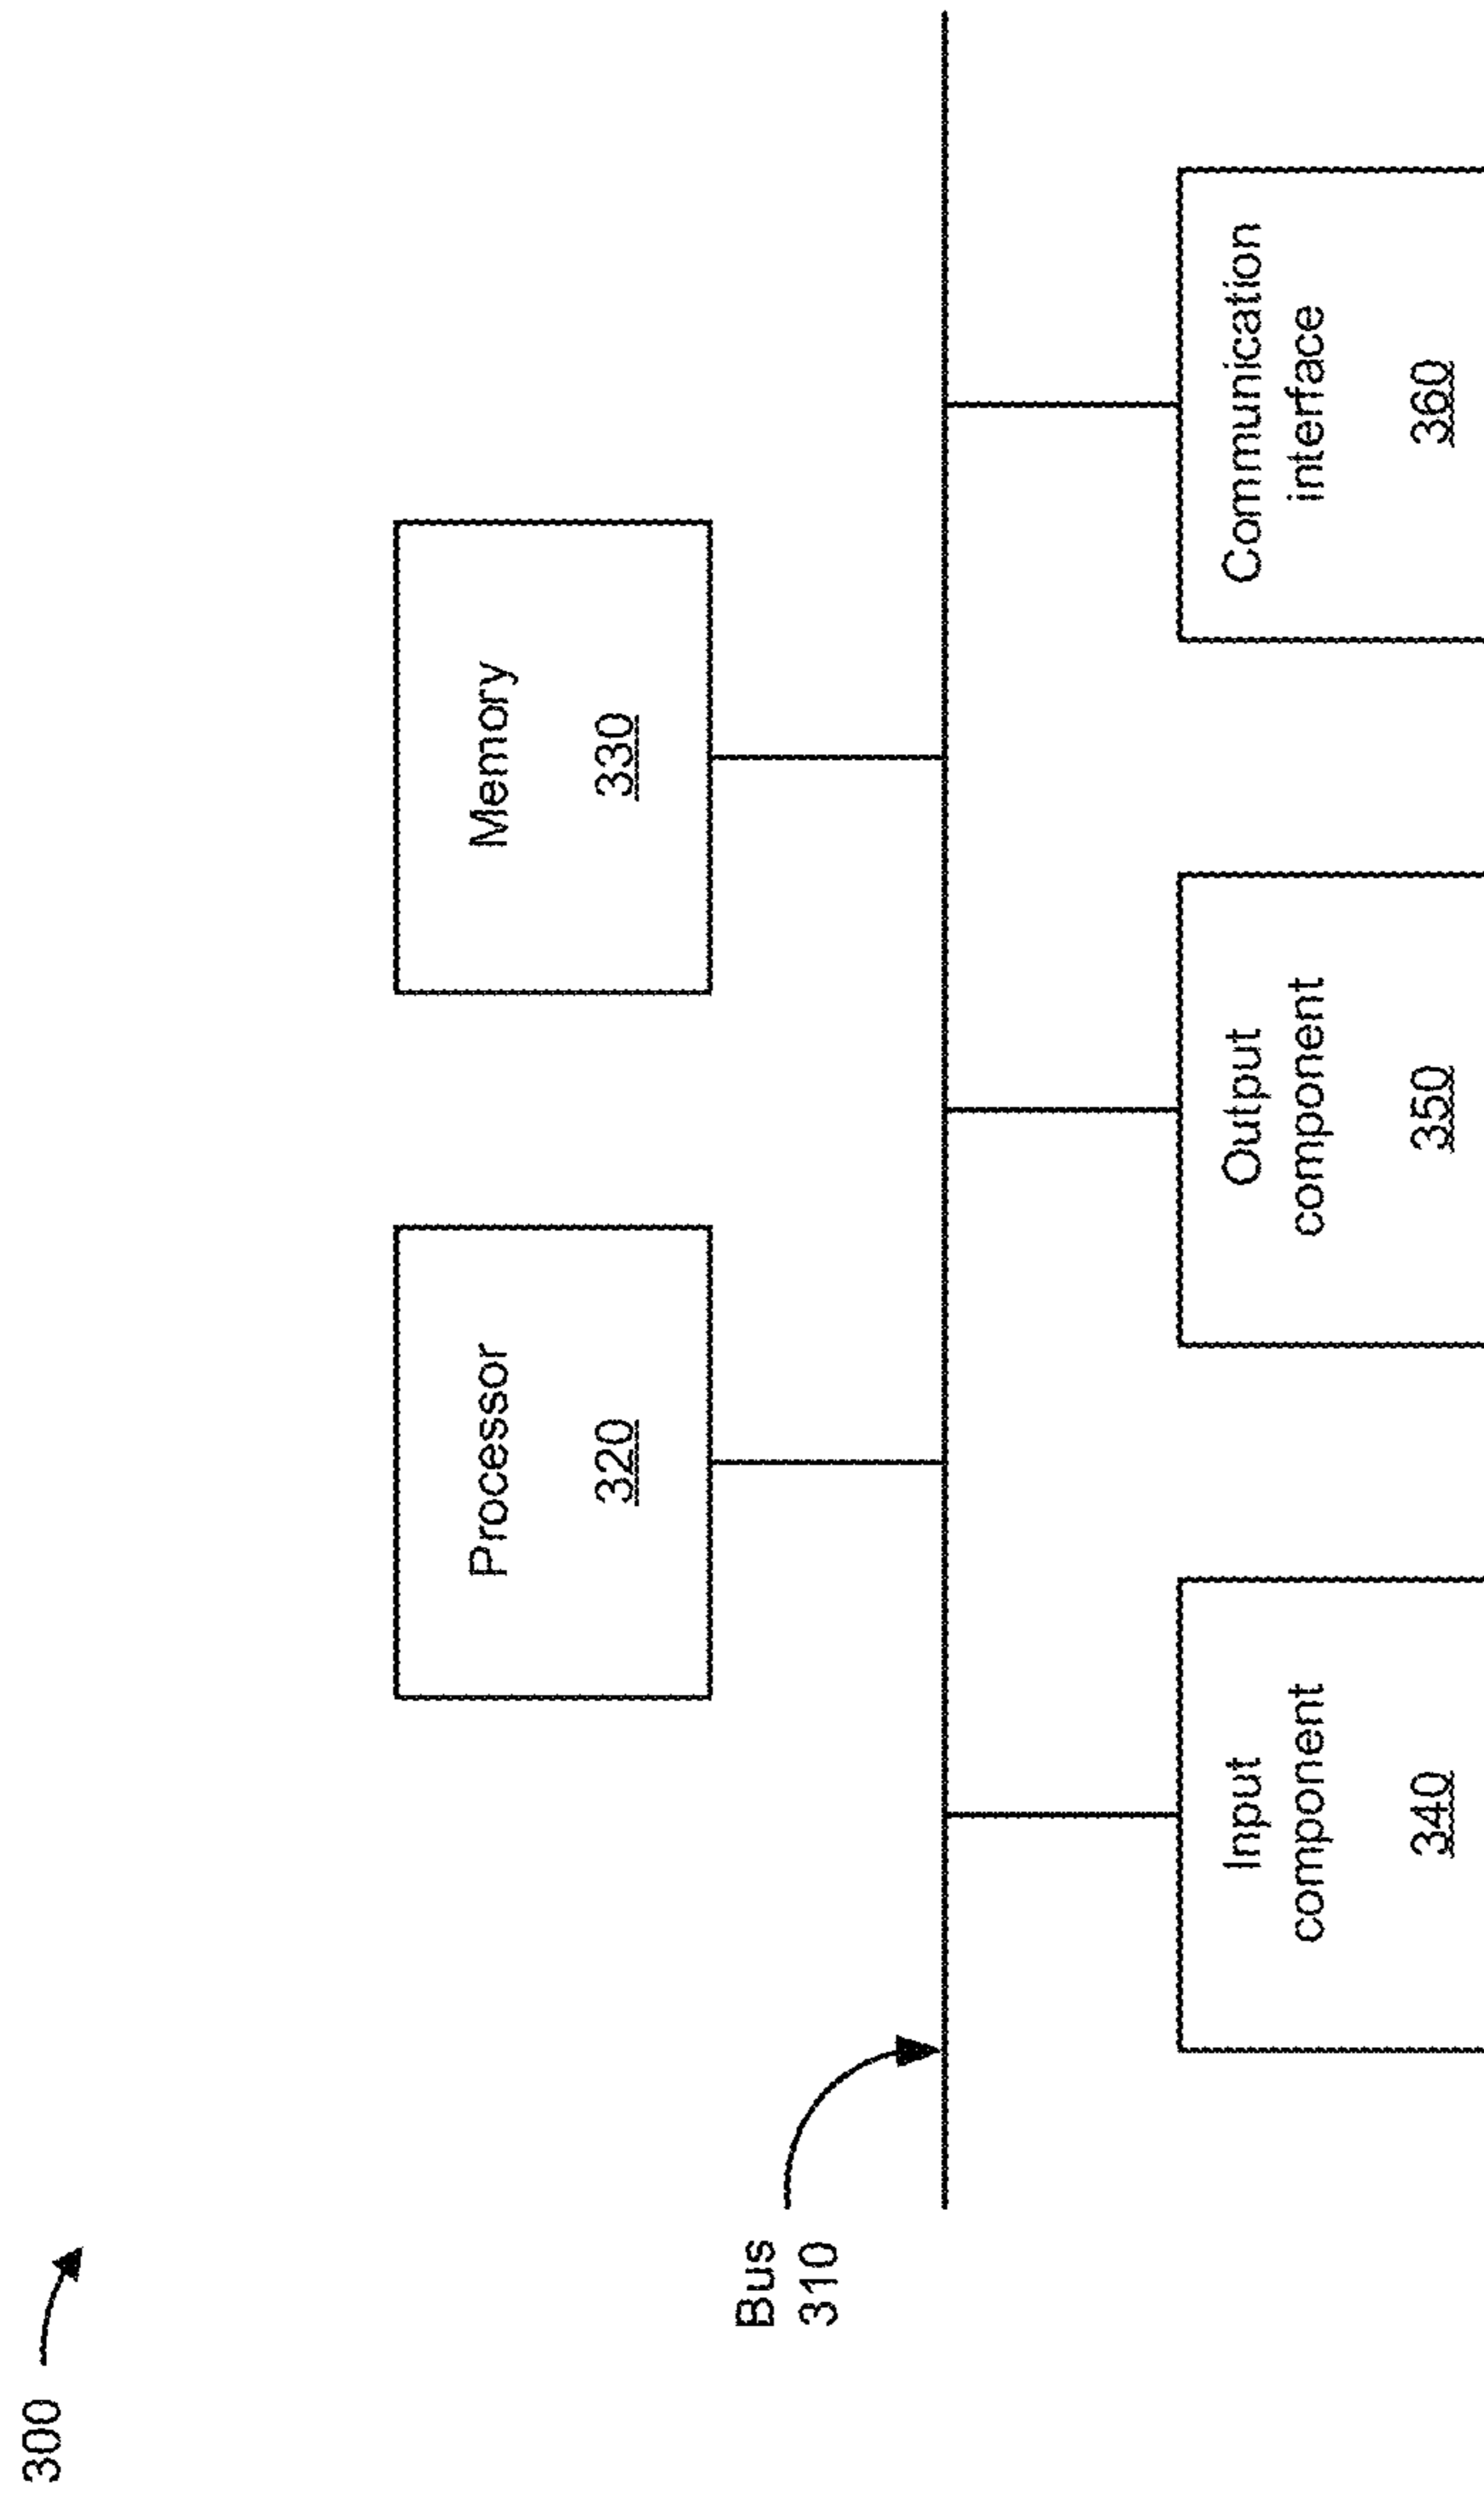 300
Processor
320
Memory
330
Bus
310
Input
component
340
Output
component
350
Communication
interface
360